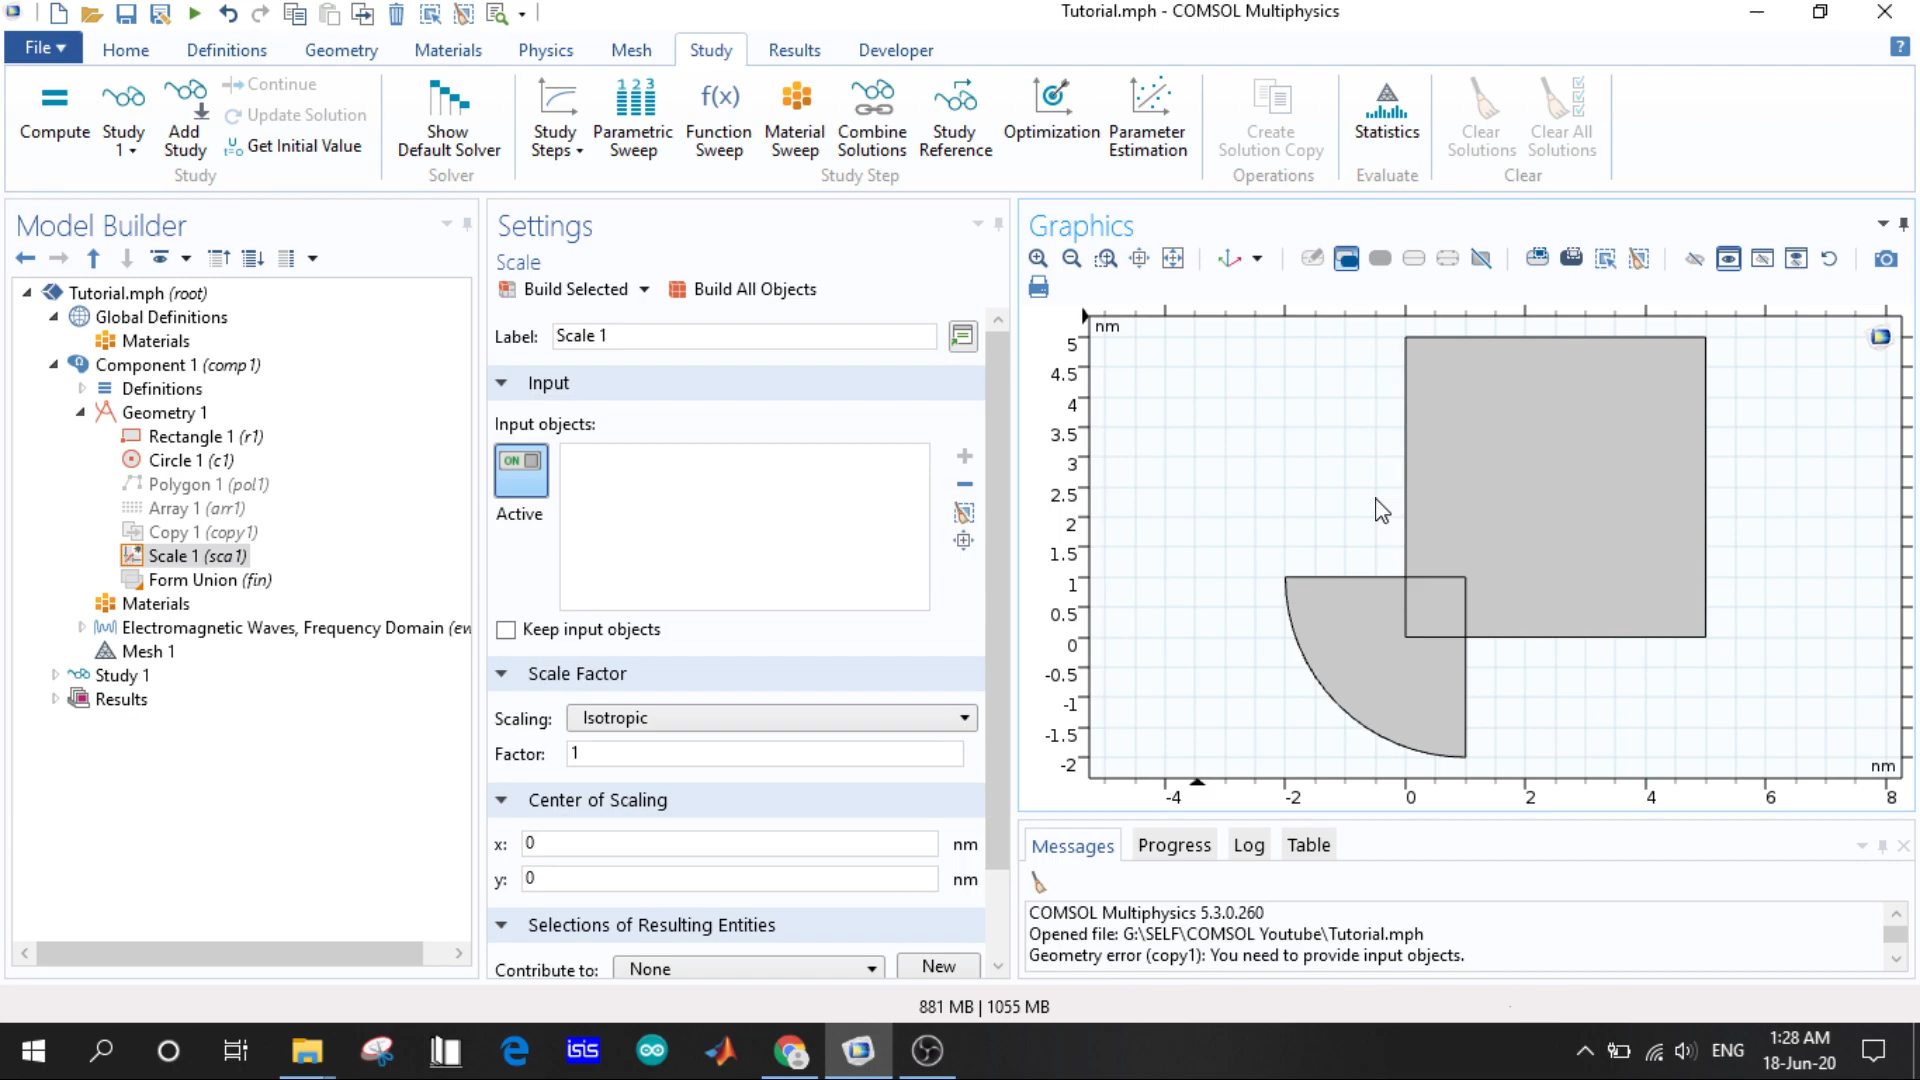 Tutorial.mph - COMSOL Multiphysics
File Home Definitions Geometry Materials Physics Mesh Study Results Developer
Compute
Study 1
Add Study
Continue
Update Solution
t=0 Get Initial Value
Study
Show Default Solver
Solver
Study Steps
1 2 3
Parametric Sweep
f(x)
Function Sweep
Material Sweep
Combine Solutions
Study Reference
Optimization
Parameter Estimation
Study Step
Create Solution Copy
Operations
Statistics
Evaluate
Clear Solutions
Clear All Solutions
Clear
Model Builder
Tutorial.mph (root)
Global Definitions
Materials
Component 1 (comp1)
Definitions
Geometry 1
Rectangle 1 (r1)
Circle 1 (c1)
Polygon 1 (pol1)
Array 1 (arr1)
Copy 1 (copy1)
Scale 1 (sca1)
Form Union (fin)
Materials
Electromagnetic Waves, Frequency Domain (ew
Mesh 1
Study 1
Results
Settings
Scale
Build Selected Build All Objects
Label: Scale 1
Input
Input objects:
ON
Active
Keep input objects
Scale Factor
Scaling: Isotropic
Factor: 1
Center of Scaling
x: 0 nm
y: 0 nm
Selections of Resulting Entities
Contribute to: None New
Graphics
nm
5
4.5
4
3.5
3
2.5
2
1.5
1
0.5
0
-0.5
-1
-1.5
-2
nm
-4 -2 0 2 4 6 8
Messages Progress Log Table
COMSOL Multiphysics 5.3.0.260
Opened file: G:\SELF\COMSOL Youtube\Tutorial.mph
Geometry error (copy1): You need to provide input objects.
881 MB | 1055 MB
isis
ENG
1:28 AM
18-Jun-20